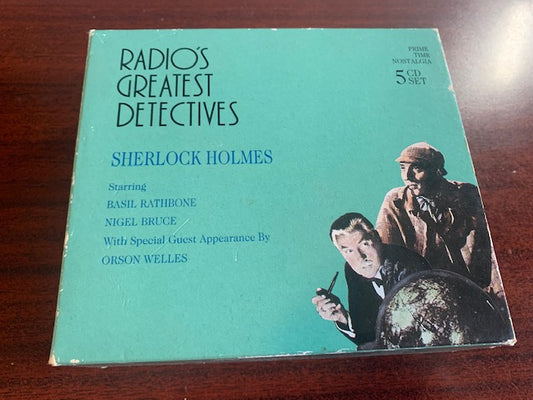 RADIO'S
GREATEST
DETECTIVES
PRIME
TIME
NOSTALGIA
5 CD
SET
SHERLOCK HOLMES
Starring
BASIL RATHBONE
NIGEL BRUCE
With Special Guest Appearance By
ORSON WELLES